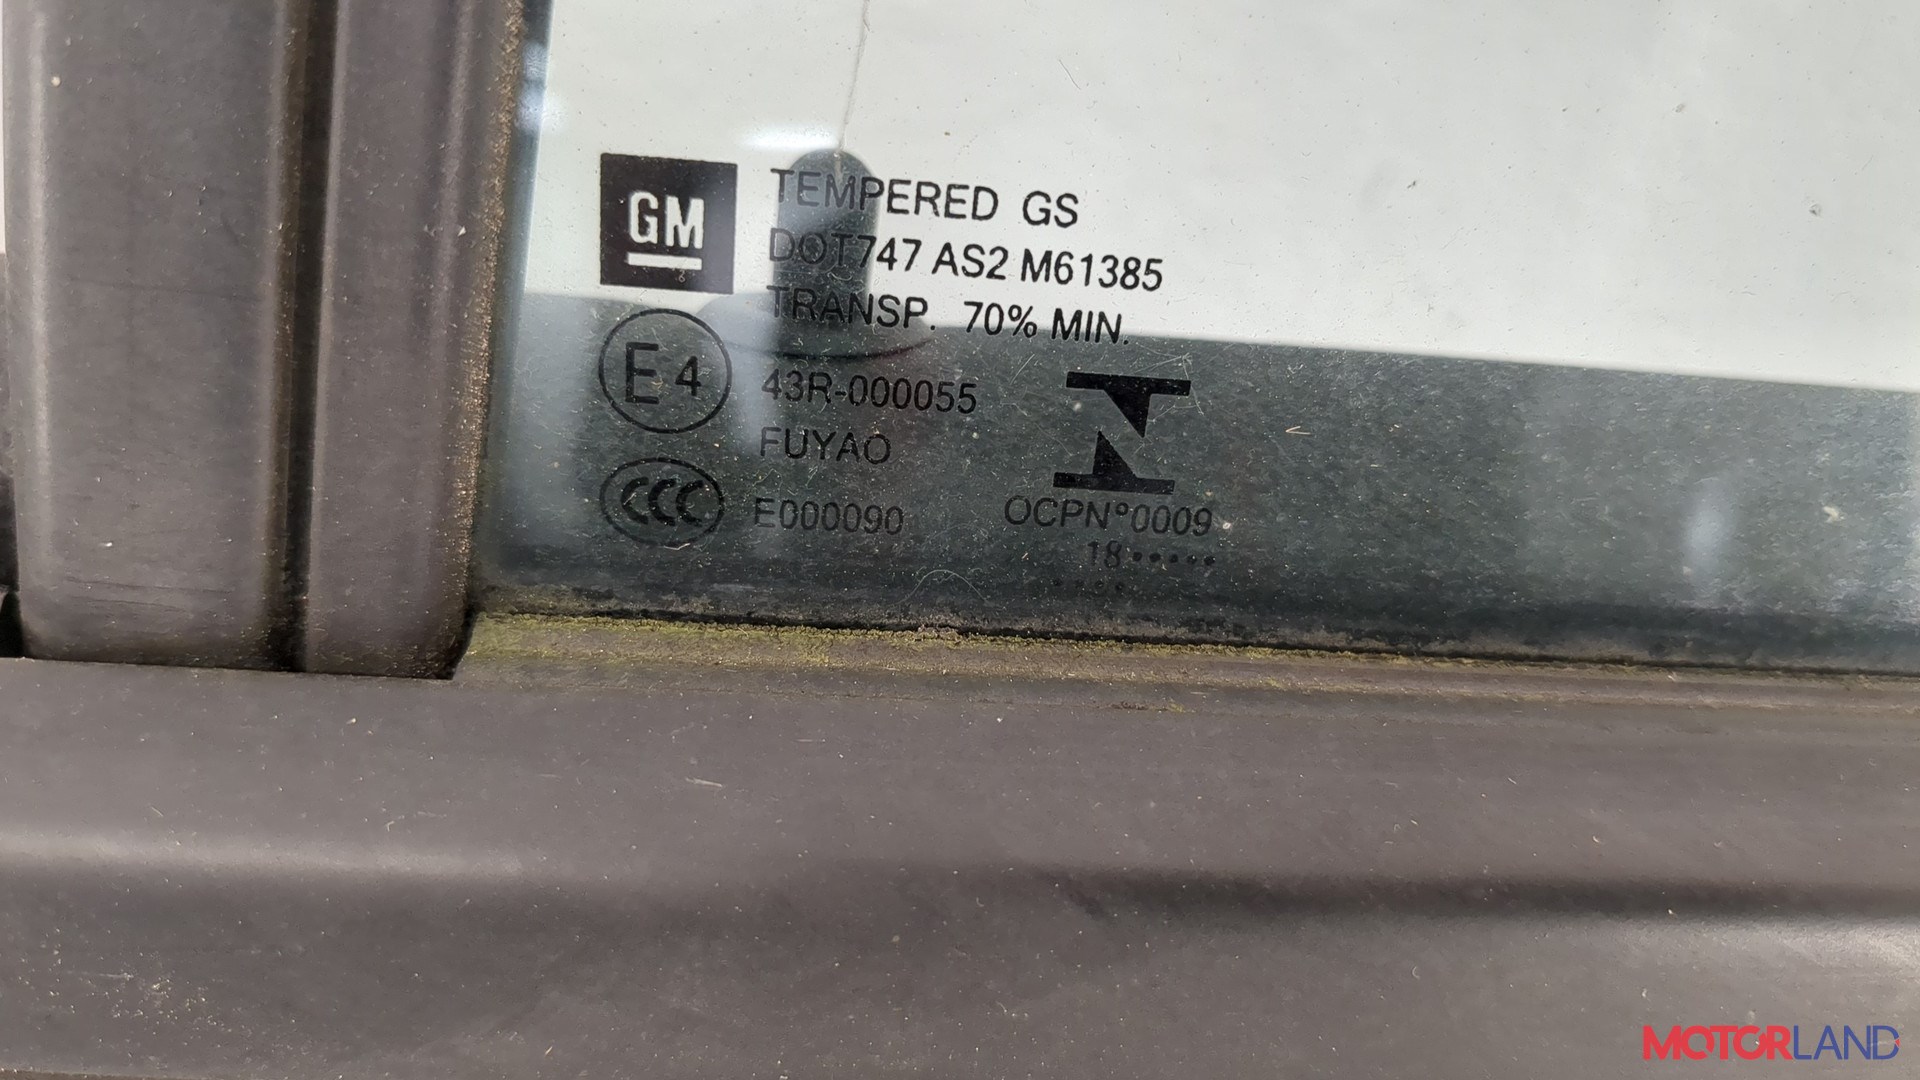 GM
TEMPERED GS
DOT747 AS2 M61385
TRANSP. 70% MIN.
E4
43R-000055
FUYAO
CCC
E000090
OCPN°0009
18•••••
••••
MOTORLAND